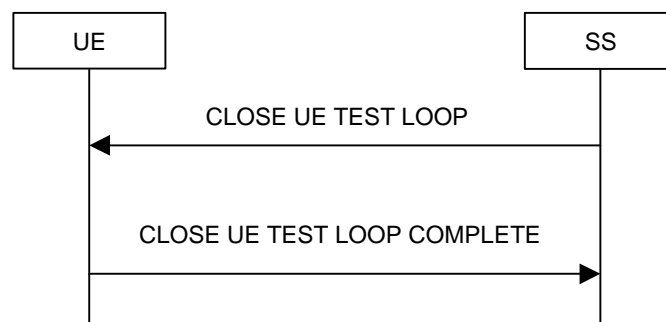 UE
SS
CLOSE UE TEST LOOP
CLOSE UE TEST LOOP COMPLETE